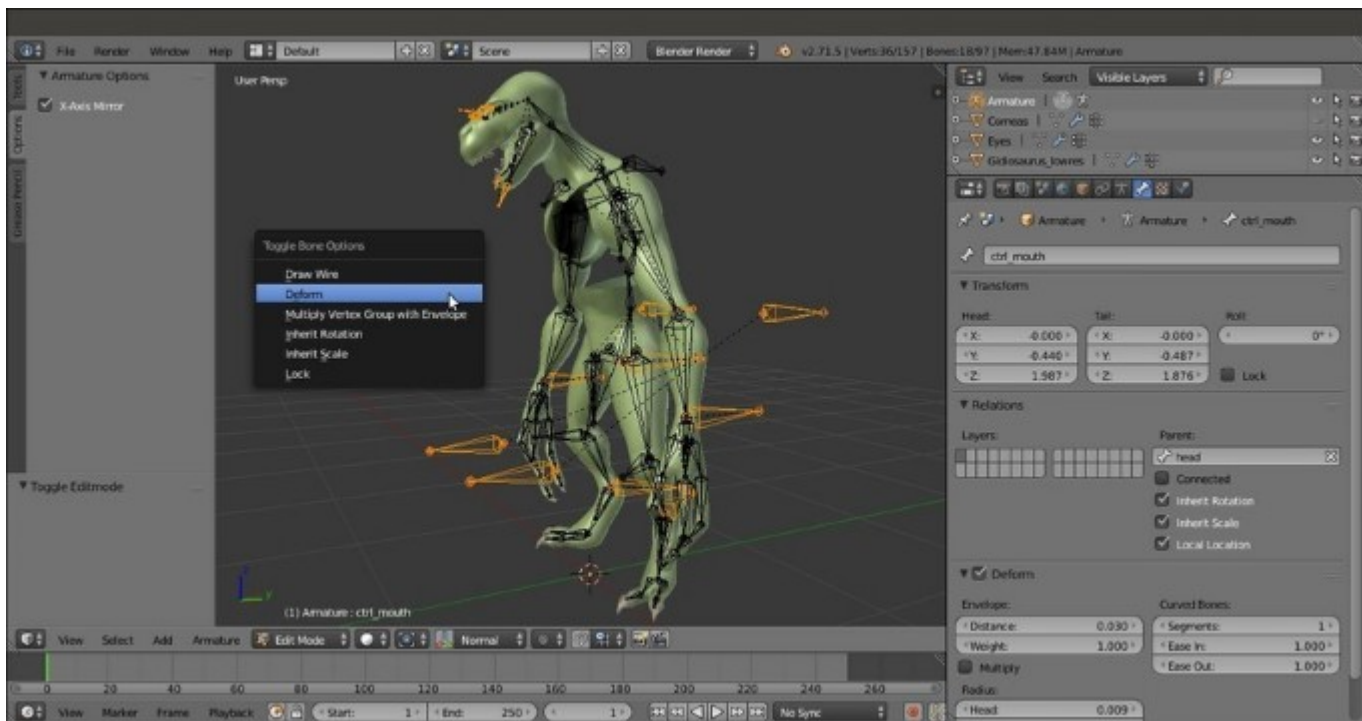 File Render Window Help Default Scene Blender Render v2.71.5 | Verts:36/157 | Bones:18/97 | Mem:47.84M | Armature
Tools
Options
Grease Pencil
▼ Armature Options
X-Axis Mirror
▼ Toggle Editmode
User Persp
Toggle Bone Options
Draw Wire
Deform
Multiply Vertex Group with Envelope
Inherit Rotation
Inherit Scale
Lock
z
y
(1) Armature : ctrl_mouth
View Select Add Armature Edit Mode Normal
0 20 40 60 80 100 120 140 160 180 200 220 240 260
View Marker Frame Playback Start: 1 End: 250 1 No Sync
View Search Visible Layers
Armature
Corneas
Eyes
Gidiosaurus_lowres
Armature Armature ctrl_mouth
ctrl_mouth
▼ Transform
Head: Tail: Roll:
X: -0.000 X: -0.000 0°
Y: -0.440 Y: -0.487
Z: 1.987 Z: 1.876 Lock
▼ Relations
Layers: Parent:
head
Connected
Inherit Rotation
Inherit Scale
Local Location
▼ Deform
Envelope: Curved Bones:
Distance: 0.030 Segments: 1
Weight: 1.000 Ease In: 1.000
Multiply Ease Out: 1.000
Radius:
Head: 0.009